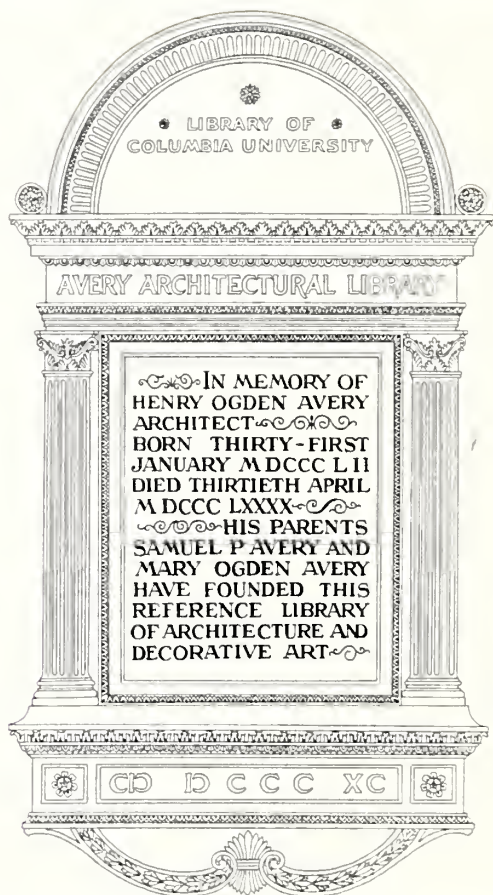 LIBRARY OF
COLUMBIA UNIVERSITY
AVERY ARCHITECTURAL LIBRARY
IN MEMORY OF
HENRY OGDEN AVERY
ARCHITECT
BORN THIRTY-FIRST
JANUARY M DCCC L II
DIED THIRTIETH APRIL
M DCCC LXXXX
HIS PARENTS
SAMUEL P AVERY AND
MARY OGDEN AVERY
HAVE FOUNDED THIS
REFERENCE LIBRARY
OF ARCHITECTURE AND
DECORATIVE ART
CIↃ IↃ C C C XC